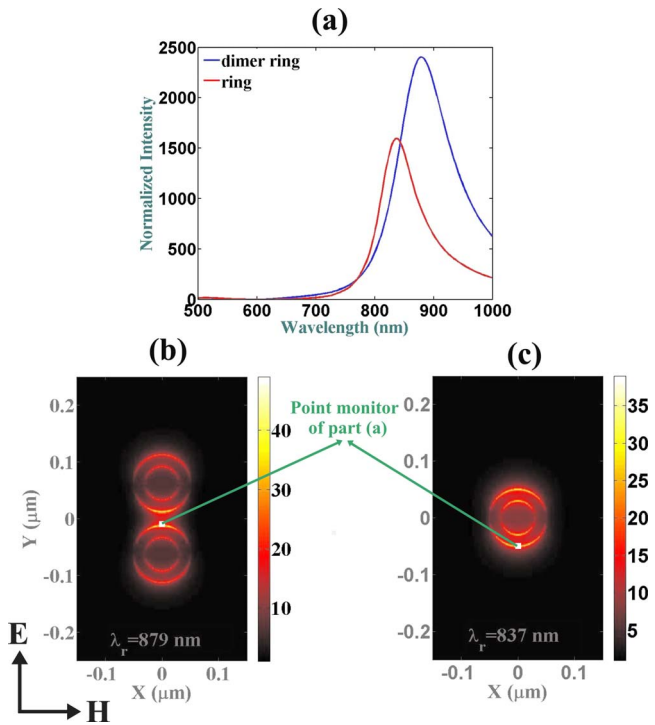 (a)
2500
2000
1500
1000
500
0
Normalized Intensity
dimer ring
ring
500 600 700 800 900 1000
Wavelength (nm)
(b)
(c)
Point monitor
of part (a)
0.2
0.1
0
-0.1
-0.2
Y (μm)
λr=879 nm
-0.1 0 0.1
X (μm)
40
30
20
10
0.2
0.1
0
-0.1
-0.2
λr=837 nm
-0.1 0 0.1
X (μm)
35
30
25
20
15
10
5
E
H